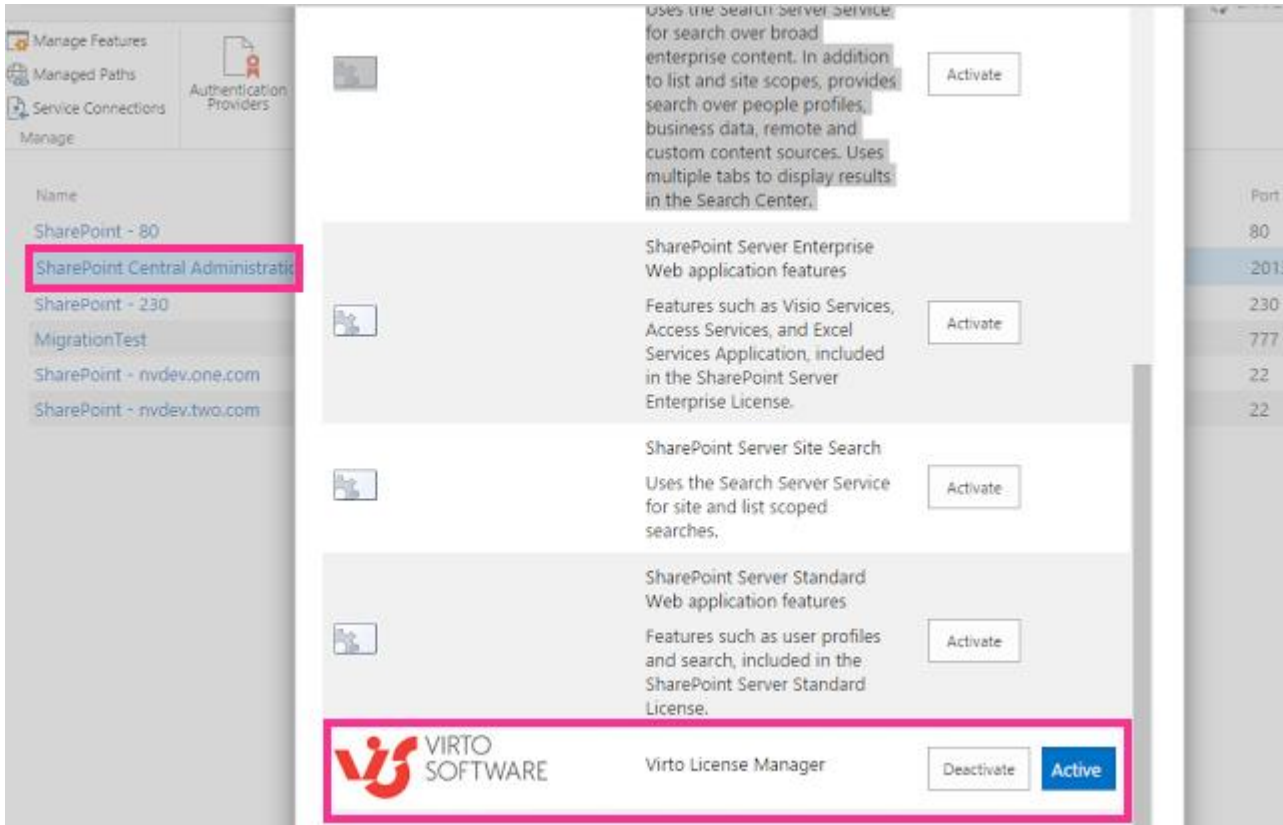 Manage Features
Managed Paths
Service Connections
Manage
Authentication
Providers
Name
SharePoint - 80
SharePoint Central Administratio
SharePoint - 230
MigrationTest
SharePoint - nvdev.one.com
SharePoint - nvdev.two.com
Uses the Search Server Service
for search over broad
enterprise content. In addition
to list and site scopes, provides
search over people profiles,
business data, remote and
custom content sources. Uses
multiple tabs to display results
in the Search Center.
Activate
SharePoint Server Enterprise
Web application features
Features such as Visio Services,
Access Services, and Excel
Services Application, included
in the SharePoint Server
Enterprise License.
Activate
SharePoint Server Site Search
Uses the Search Server Service
for site and list scoped
searches.
Activate
SharePoint Server Standard
Web application features
Features such as user profiles
and search, included in the
SharePoint Server Standard
License.
Activate
VIRTO
SOFTWARE
Virto License Manager
Deactivate
Active
Port
80
201
230
777
22
22